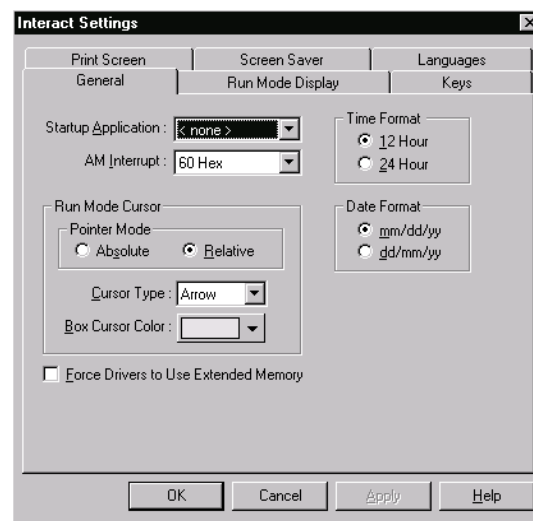 Interact Settings
Print Screen
Screen Saver
Languages
General
Run Mode Display
Keys
Startup Application :
< none >
AM Interrupt :
60 Hex
Time Format
12 Hour
24 Hour
Run Mode Cursor
Pointer Mode
Absolute
Relative
Cursor Type :
Arrow
Box Cursor Color :
Date Format
mm/dd/yy
dd/mm/yy
Force Drivers to Use Extended Memory
OK
Cancel
Apply
Help